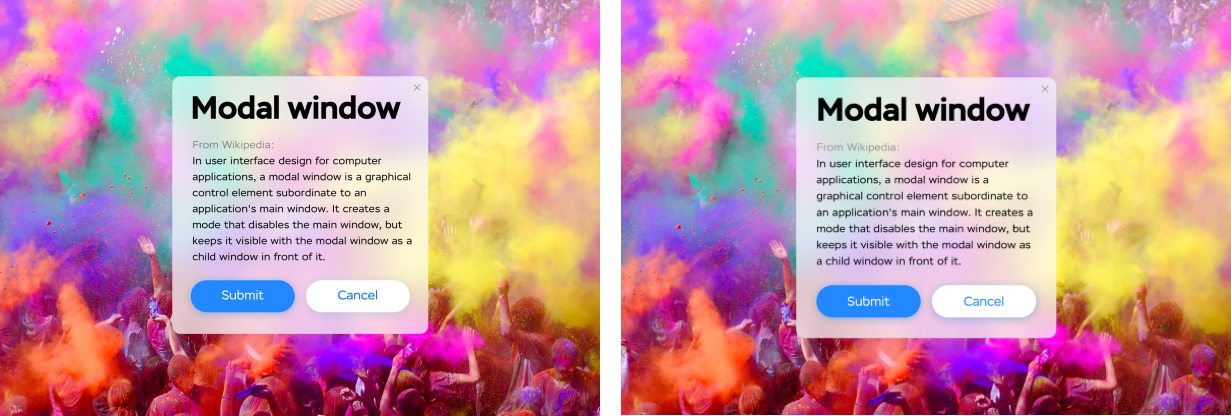 Modal window
From Wikipedia:
In user interface design for computer
applications, a modal window is a graphical
control element subordinate to an
application's main window. It creates a
mode that disables the main window, but
keeps it visible with the modal window as a
child window in front of it.
Submit
Cancel
Modal window
From Wikipedia:
In user interface design for computer
applications, a modal window is a
graphical control element subordinate to
an application's main window. It creates a
mode that disables the main window, but
keeps it visible with the modal window as
a child window in front of it.
Submit
Cancel